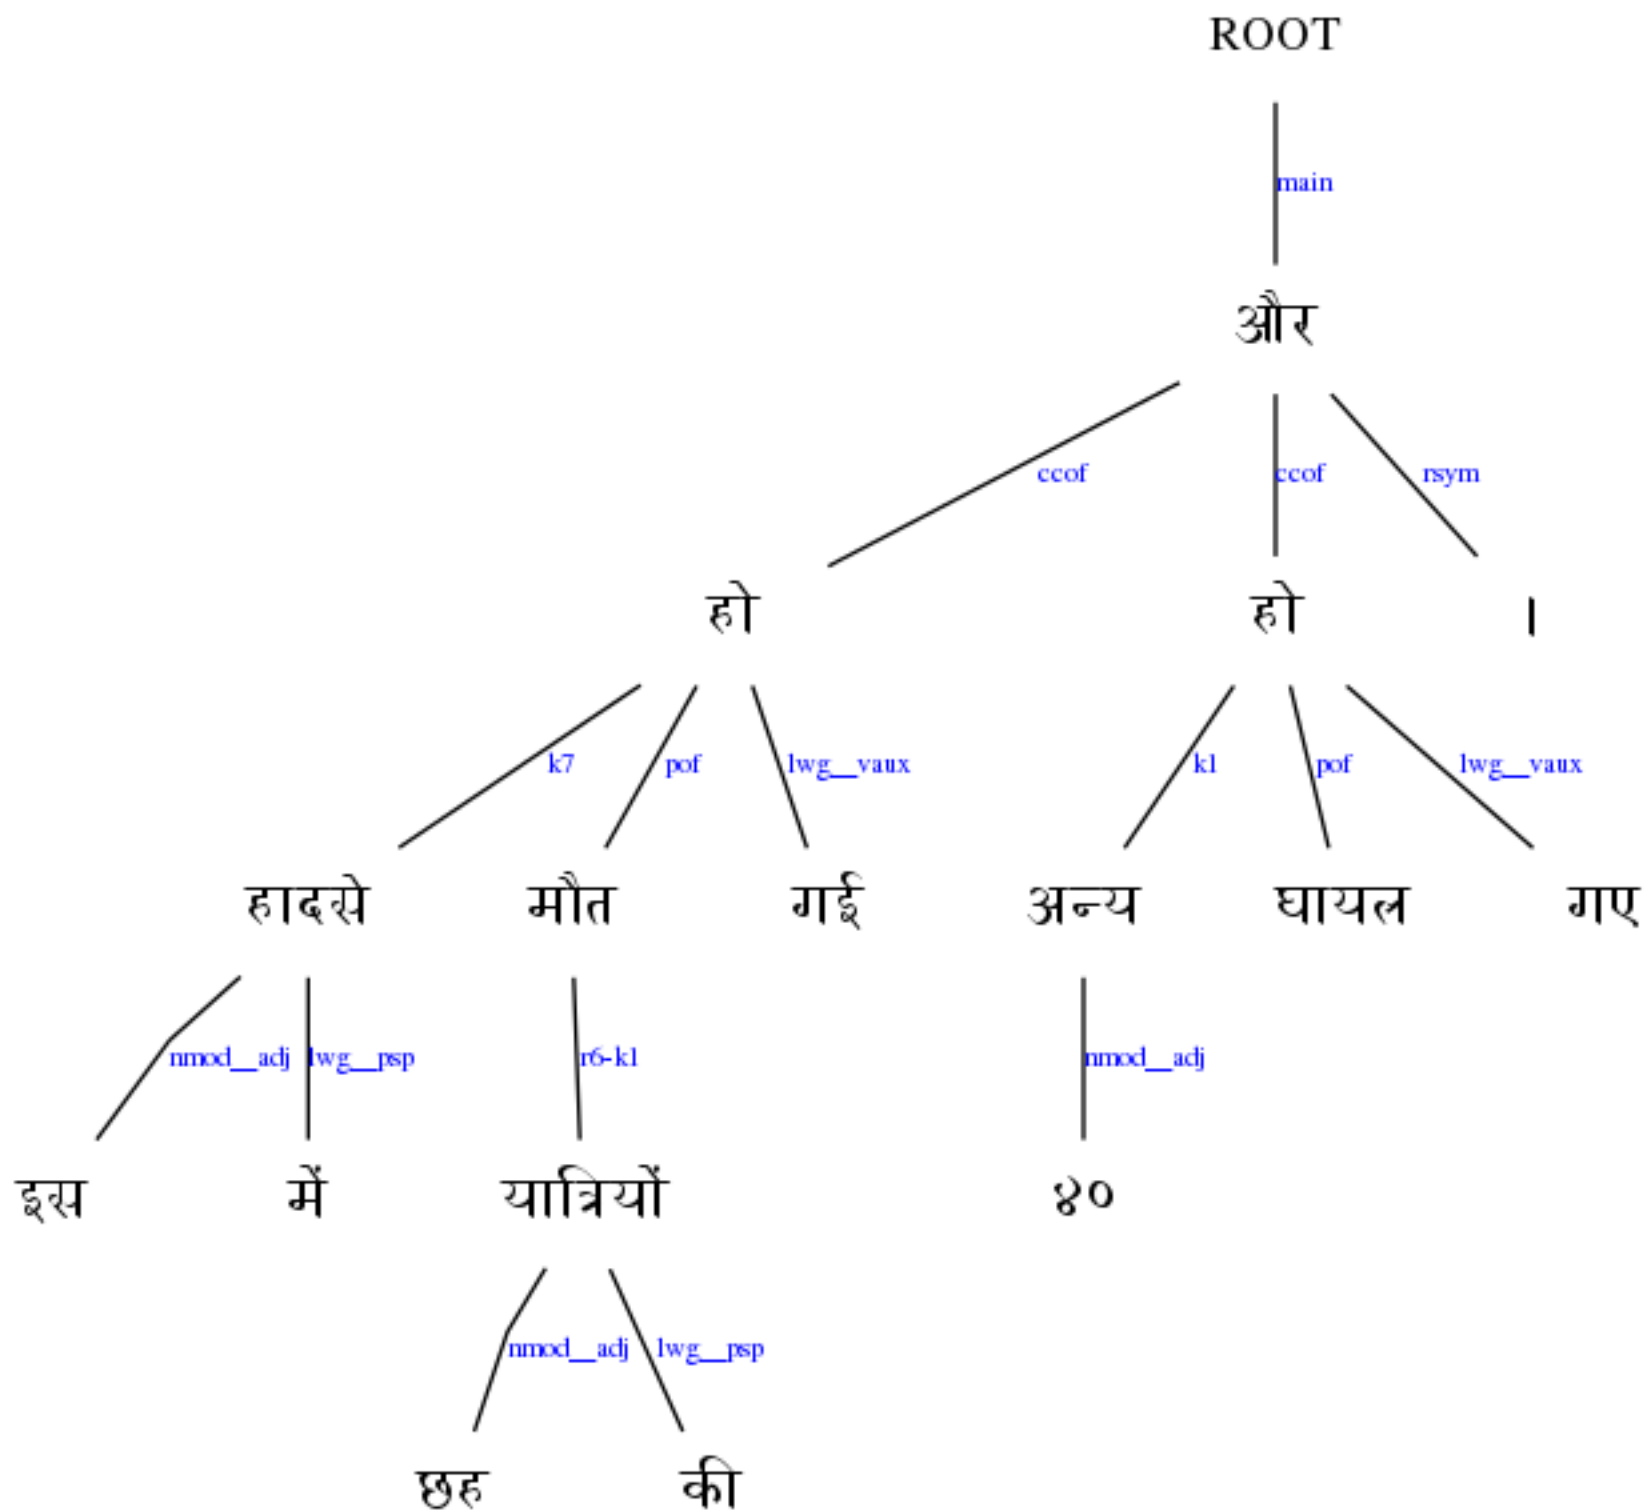 ROOT
main
और
ccof ccof rsym
हो हो ।
k7 pof lwg__vaux k1 pof lwg__vaux
हादसे मौत गई अन्य घायल गए
nmod__adj lwg__psp r6-k1 nmod__adj
इस में यात्रियों ४०
nmod__adj lwg__psp
छह की